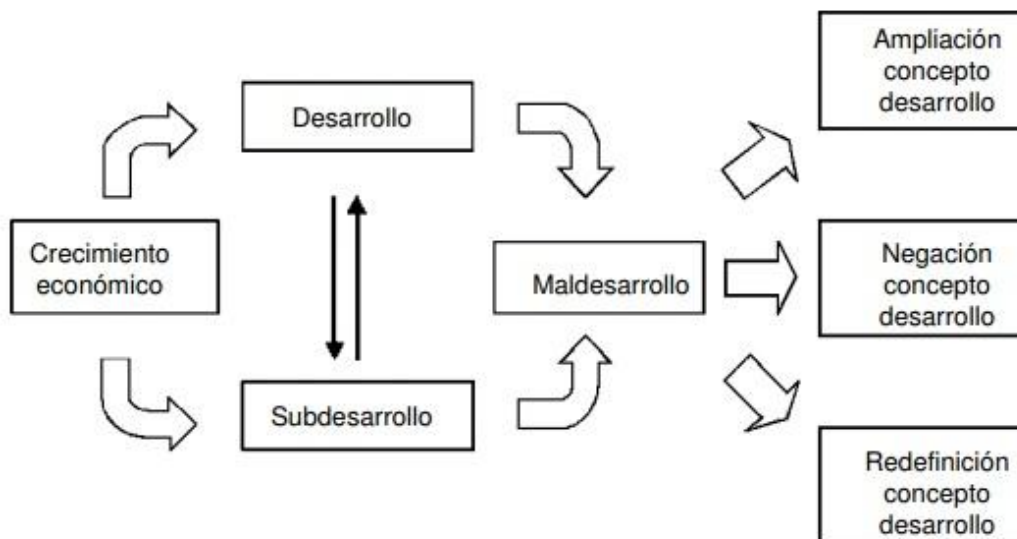 Ampliación
concepto
desarrollo
Desarrollo
Crecimiento
económico
Maldesarrollo
Negación
concepto
desarrollo
Subdesarrollo
Redefinición
concepto
desarrollo